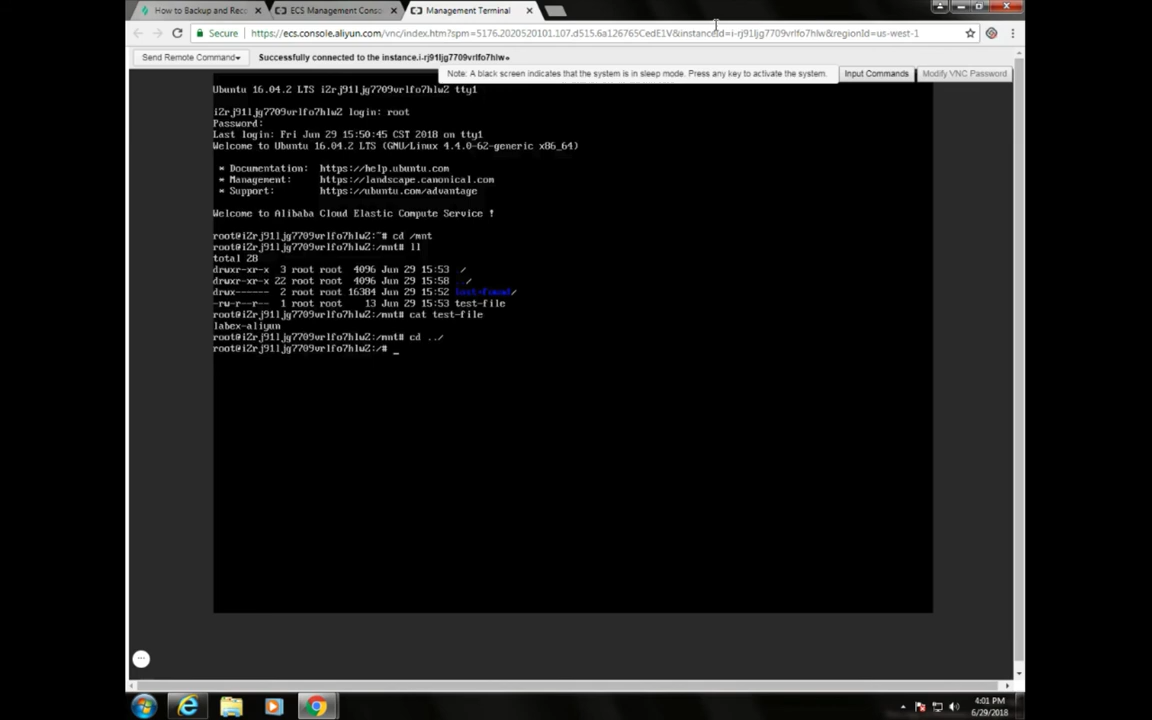 How to Backup and Reco
ECS Management Conso
Management Terminal
Secure
https://ecs.console.aliyun.com/vnc/index.htm?spm=5176.2020520101.107.d515.6a126765CedE1V&instanceId=i-rj91ljg7709vrlfo7hlw&regionId=us-west-1
Send Remote Command
Successfully connected to the instance.i-rj91ljg7709vrlfo7hlw。
Note: A black screen indicates that the system is in sleep mode. Press any key to activate the system.
Input Commands
Modify VNC Password
Ubuntu 16.04.2 LTS iZrj91ljg7709vrlfo7hlwZ tty1
iZrj91ljg7709vrlfo7hlwZ login: root
Password:
Last login: Fri Jun 29 15:50:45 CST 2018 on tty1
Welcome to Ubuntu 16.04.2 LTS (GNU/Linux 4.4.0-62-generic x86_64)
* Documentation: https://help.ubuntu.com
* Management: https://landscape.canonical.com
* Support: https://ubuntu.com/advantage
Welcome to Alibaba Cloud Elastic Compute Service !
root@iZrj91ljg7709vrlfo7hlwZ:~# cd /mnt
root@iZrj91ljg7709vrlfo7hlwZ:/mnt# ll
total 28
drwxr-xr-x 3 root root 4096 Jun 29 15:53 ./
drwxr-xr-x 22 root root 4096 Jun 29 15:58 ../
drwx------ 2 root root 16384 Jun 29 15:52 lost+found/
-rw-r--r-- 1 root root 13 Jun 29 15:53 test-file
root@iZrj91ljg7709vrlfo7hlwZ:/mnt# cat test-file
labex-aliyun
root@iZrj91ljg7709vrlfo7hlwZ:/mnt# cd ../
root@iZrj91ljg7709vrlfo7hlwZ:/# _
4:01 PM
6/29/2018